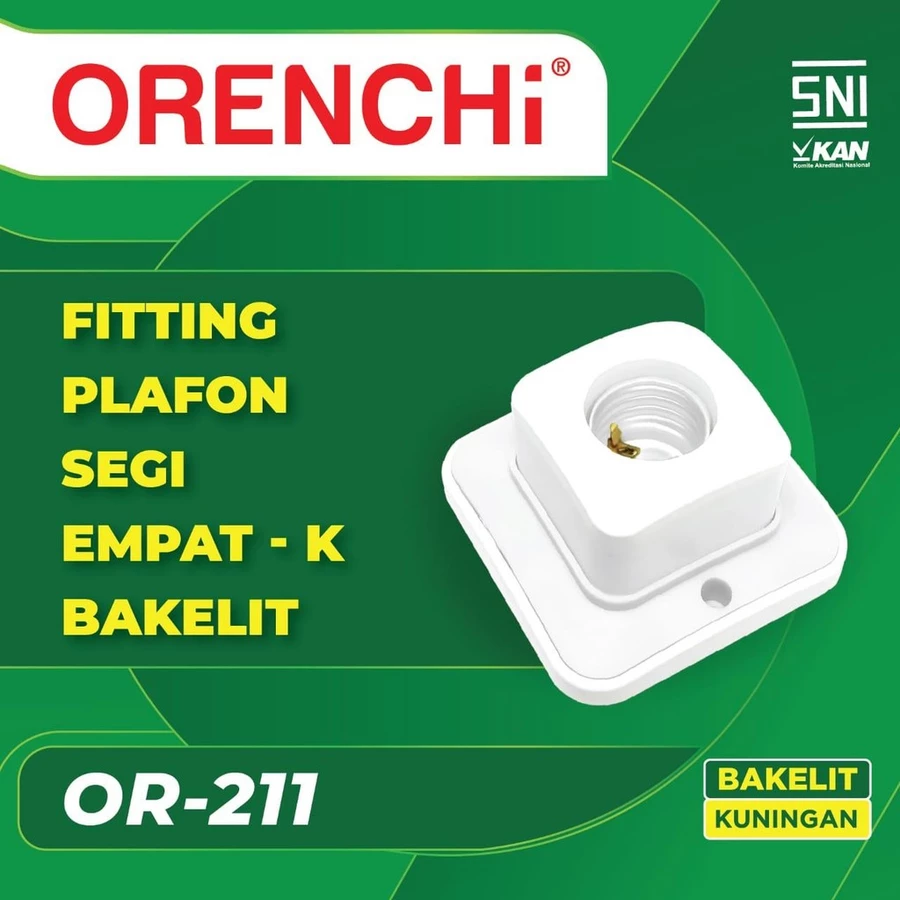 ORENCHi®
SNI
KAN
Komite Akreditasi Nasional
FITTING
PLAFON
SEGI
EMPAT - K
BAKELIT
OR-211
BAKELIT
KUNINGAN